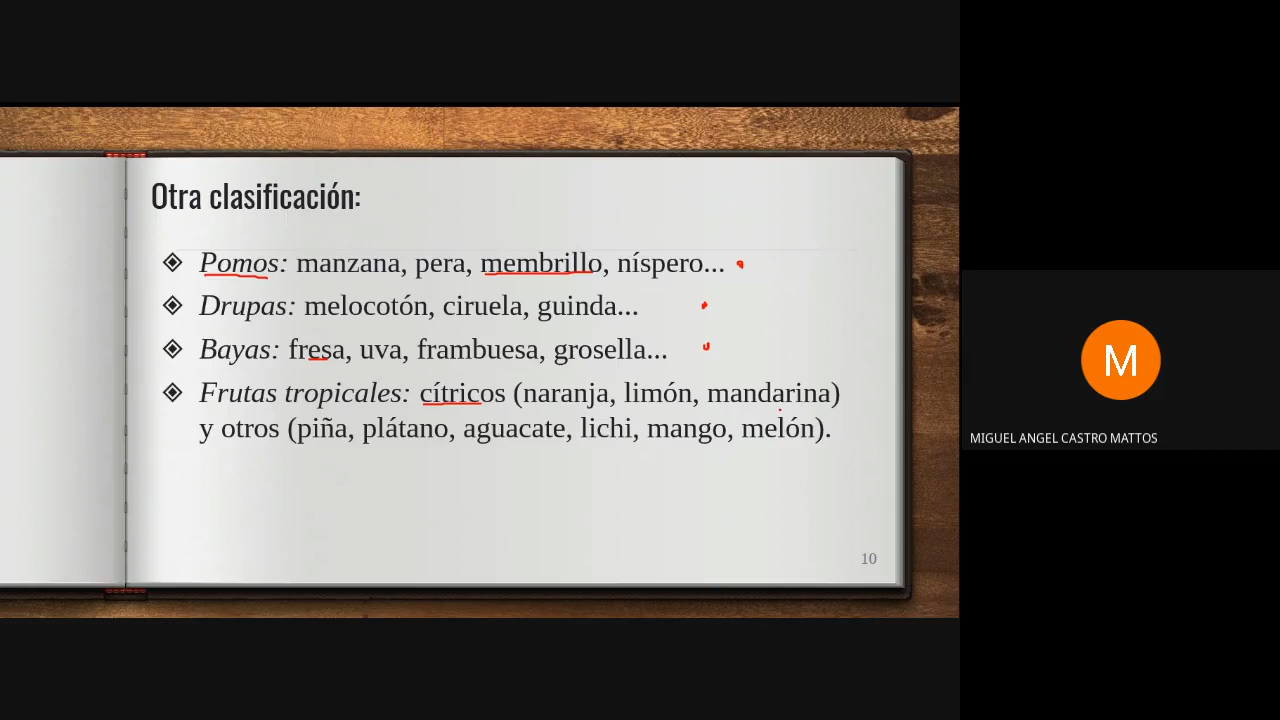 Otra clasificación:
Pomos: manzana, pera, membrillo, níspero...
Drupas: melocotón, ciruela, guinda...
Bayas: fresa, uva, frambuesa, grosella...
Frutas tropicales: cítricos (naranja, limón, mandarina)
y otros (piña, plátano, aguacate, lichi, mango, melón).
10
M
MIGUEL ANGEL CASTRO MATTOS